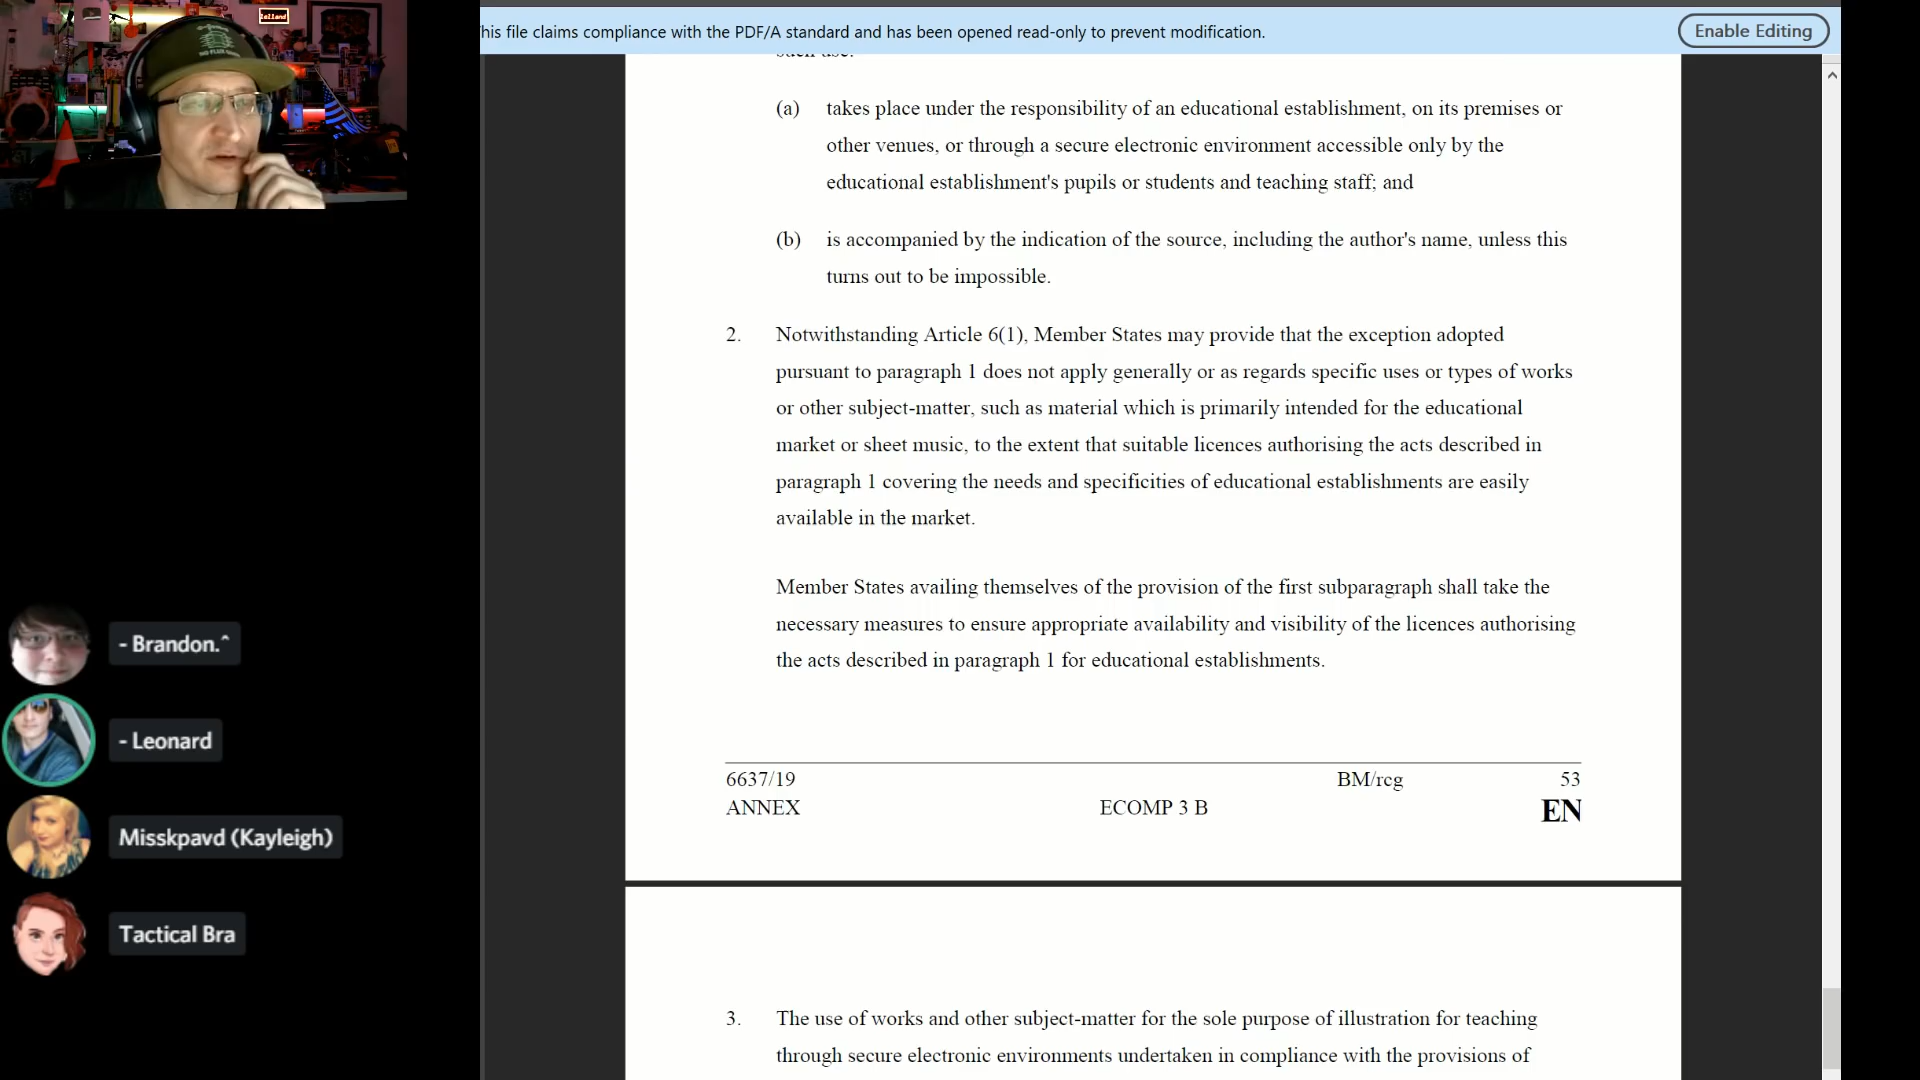 his file claims compliance with the PDF/A standard and has been opened read-only to prevent modification.
Enable Editing
such use:
(a) takes place under the responsibility of an educational establishment, on its premises or
other venues, or through a secure electronic environment accessible only by the
educational establishment's pupils or students and teaching staff; and
(b) is accompanied by the indication of the source, including the author's name, unless this
turns out to be impossible.
2. Notwithstanding Article 6(1), Member States may provide that the exception adopted
pursuant to paragraph 1 does not apply generally or as regards specific uses or types of works
or other subject-matter, such as material which is primarily intended for the educational
market or sheet music, to the extent that suitable licences authorising the acts described in
paragraph 1 covering the needs and specificities of educational establishments are easily
available in the market.
Member States availing themselves of the provision of the first subparagraph shall take the
necessary measures to ensure appropriate availability and visibility of the licences authorising
the acts described in paragraph 1 for educational establishments.
6637/19 BM/rcg 53
ANNEX ECOMP 3 B EN
3. The use of works and other subject-matter for the sole purpose of illustration for teaching
through secure electronic environments undertaken in compliance with the provisions of
- Brandon.^
- Leonard
Misskpavd (Kayleigh)
Tactical Bra